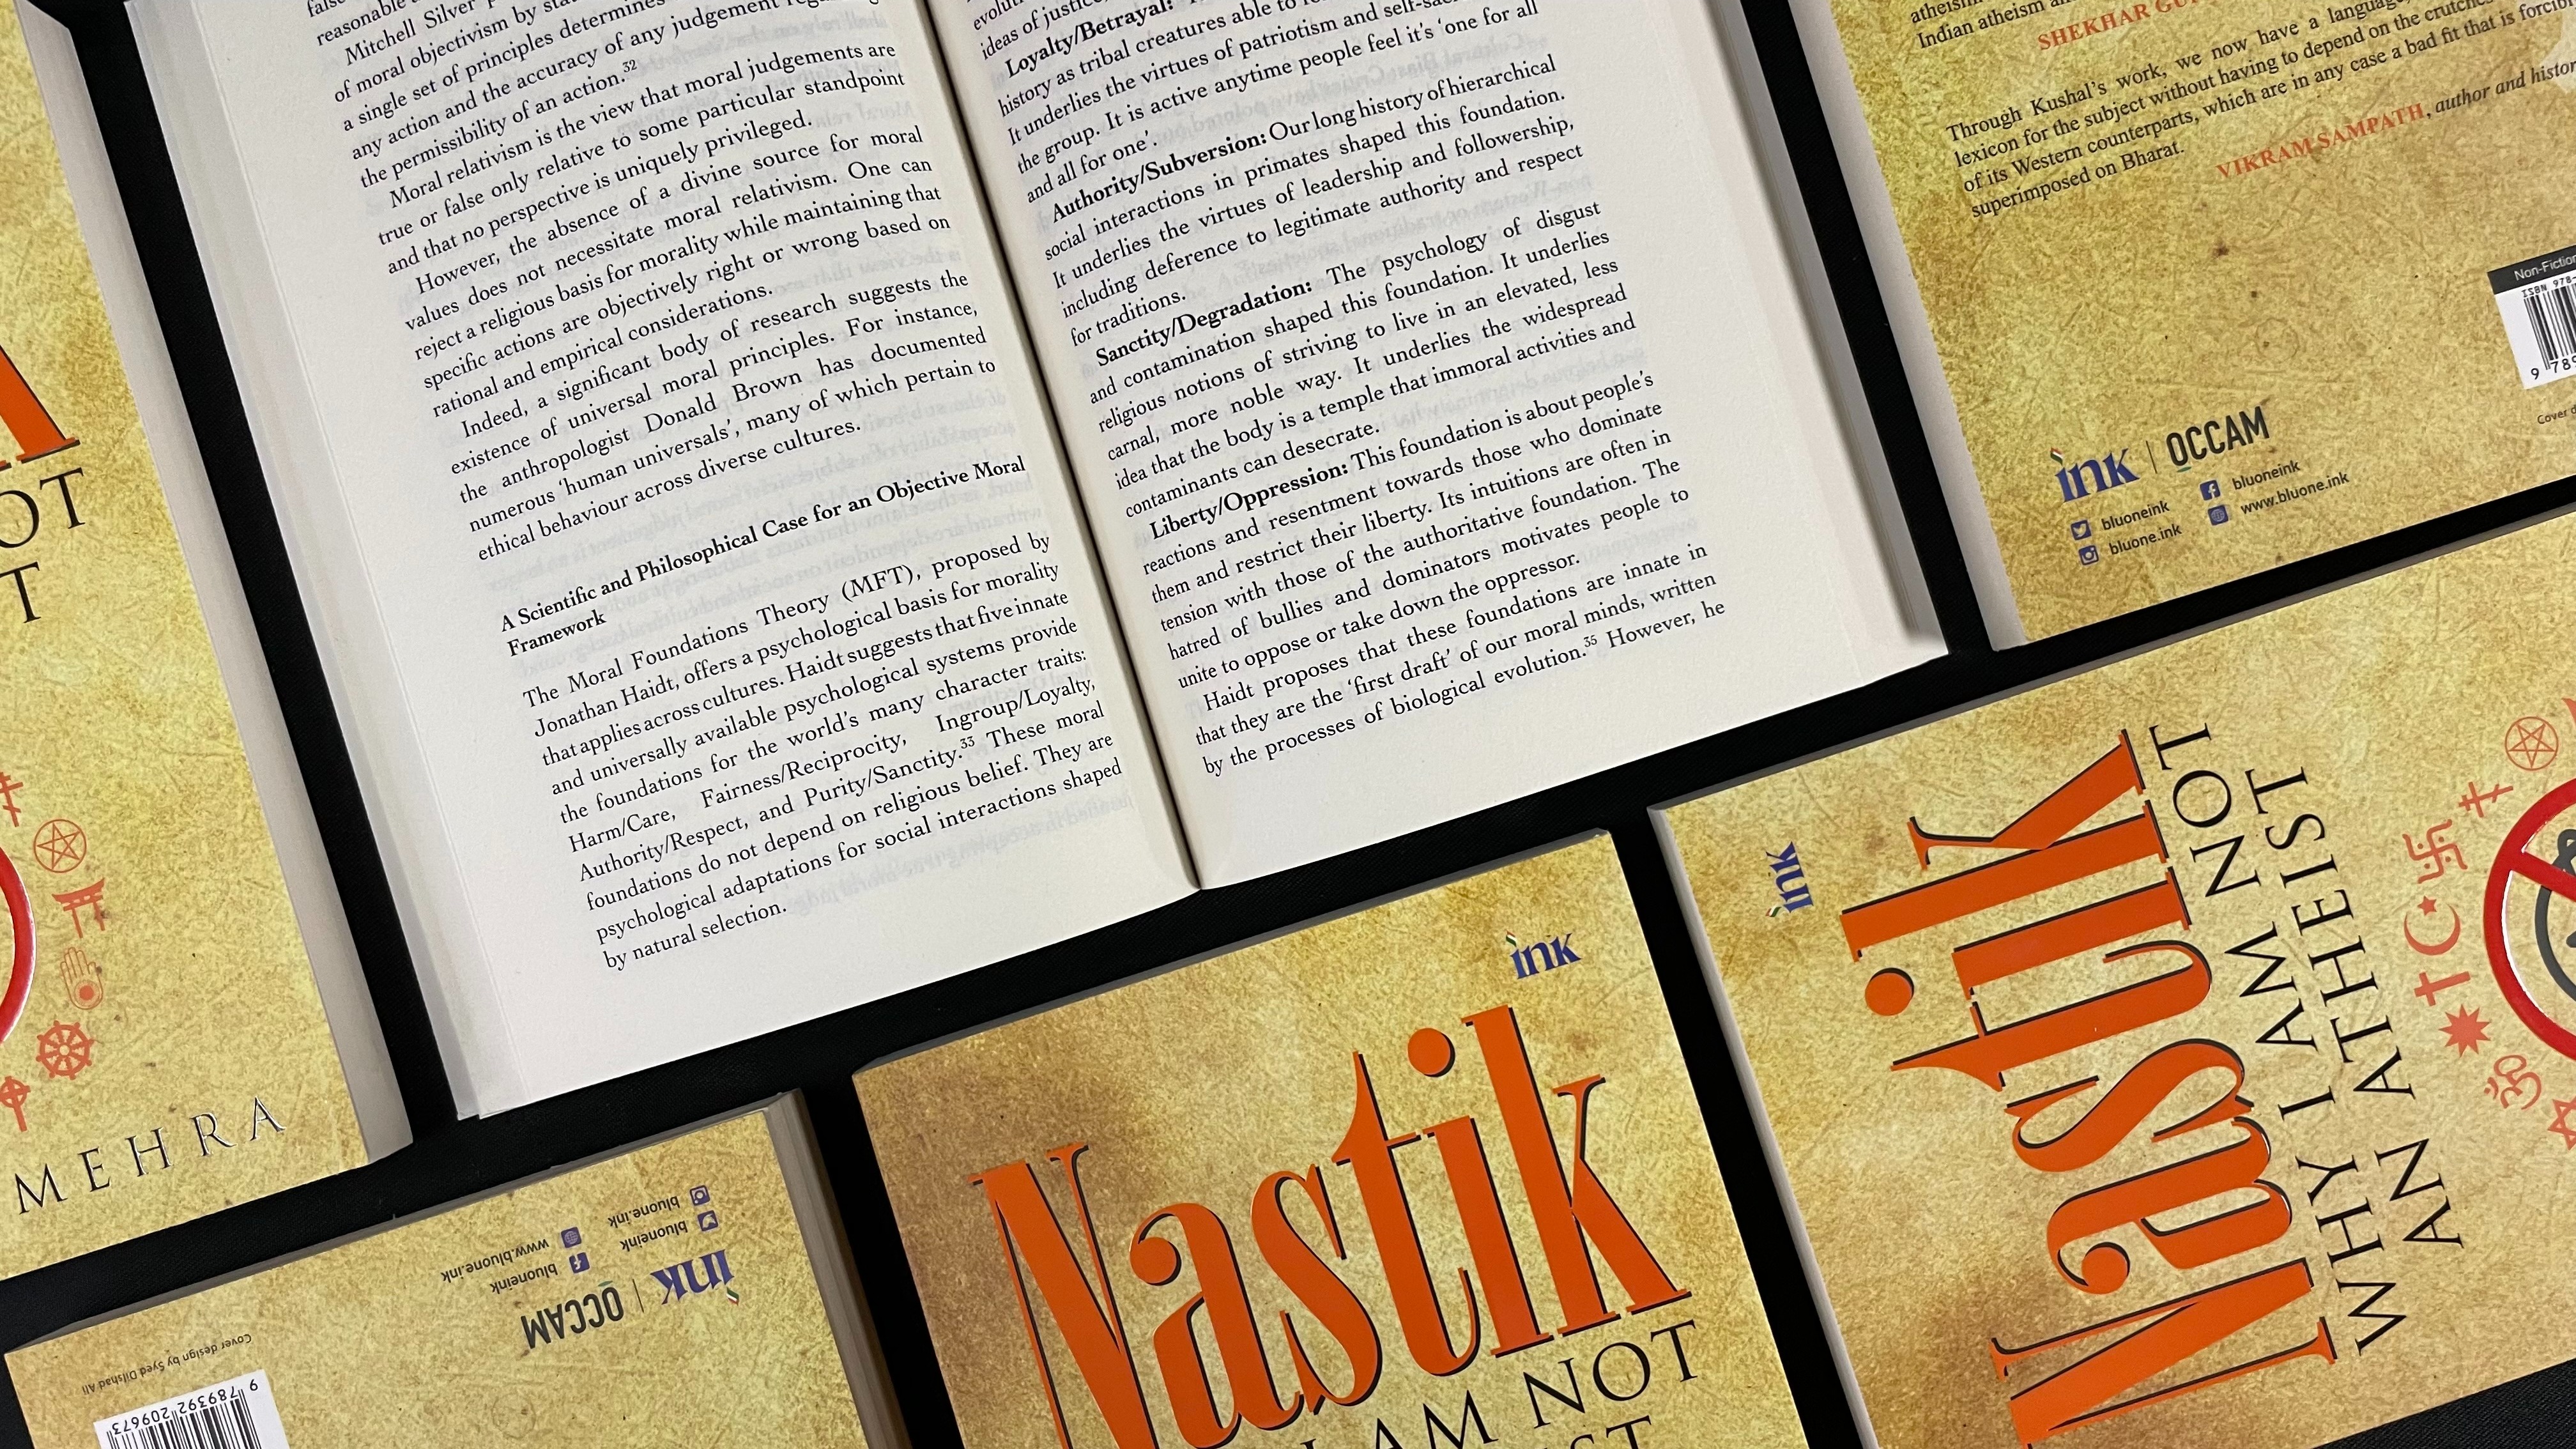 reasonable
Mitchell Silver
of moral objectivism by
a single set of principles determines
any action and the accuracy of any judgement
the permissibility of an action.32
Moral relativism is the view that moral judgements are
true or false only relative to some particular standpoint
and that no perspective is uniquely privileged.
However, the absence of a divine source for moral
values does not necessitate moral relativism. One can
reject a religious basis for morality while maintaining that
specific actions are objectively right or wrong based on
rational and empirical considerations.
Indeed, a significant body of research suggests the
existence of universal moral principles. For instance,
the anthropologist Donald Brown has documented
numerous ‘human universals’, many of which pertain to
ethical behaviour across diverse cultures.
A Scientific and Philosophical Case for an Objective Moral
Framework
The Moral Foundations Theory (MFT), proposed by
Jonathan Haidt, offers a psychological basis for morality
that applies across cultures. Haidt suggests that five innate
and universally available psychological systems provide
the foundations for the world’s many character traits:
Harm/Care, Fairness/Reciprocity, Ingroup/Loyalty,
Authority/Respect, and Purity/Sanctity.33 These moral
foundations do not depend on religious belief. They are
psychological adaptations for social interactions shaped
by natural selection.
ideas of justice,
Loyalty/Betrayal:
history as tribal creatures able to
It underlies the virtues of patriotism and
the group. It is active anytime people feel it’s ‘one for all
and all for one’.
Authority/Subversion: Our long history of hierarchical
social interactions in primates shaped this foundation.
It underlies the virtues of leadership and followership,
including deference to legitimate authority and respect
for traditions.
Sanctity/Degradation: The psychology of disgust
and contamination shaped this foundation. It underlies
religious notions of striving to live in an elevated, less
carnal, more noble way. It underlies the widespread
idea that the body is a temple that immoral activities and
contaminants can desecrate.
Liberty/Oppression: This foundation is about people’s
reactions and resentment towards those who dominate
them and restrict their liberty. Its intuitions are often in
tension with those of the authoritative foundation. The
hatred of bullies and dominators motivates people to
unite to oppose or take down the oppressor.
Haidt proposes that these foundations are innate in
that they are the ‘first draft’ of our moral minds, written
by the processes of biological evolution.35 However, he
Indian atheism
SHEKHAR
Through Kushal’s work, we now have a language,
lexicon for the subject without having to depend on the crutches
of its Western counterparts, which are in any case a bad fit that is
superimposed on Bharat.
VIKRAM SAMPATH, author and
ISBN
ink | OCCAM
bluoneink
bluoneink
bluone.ink
www.bluone.ink
MEHRA
ink
Nastik
WHY I AM NOT
AN ATHEIST
ink
Nastik
I AM NOT
ink | OCCAM
bluoneink
bluoneink
bluone.ink
www.bluone.ink
Cover design by Syed Dilshad Ali
9 789392 209673